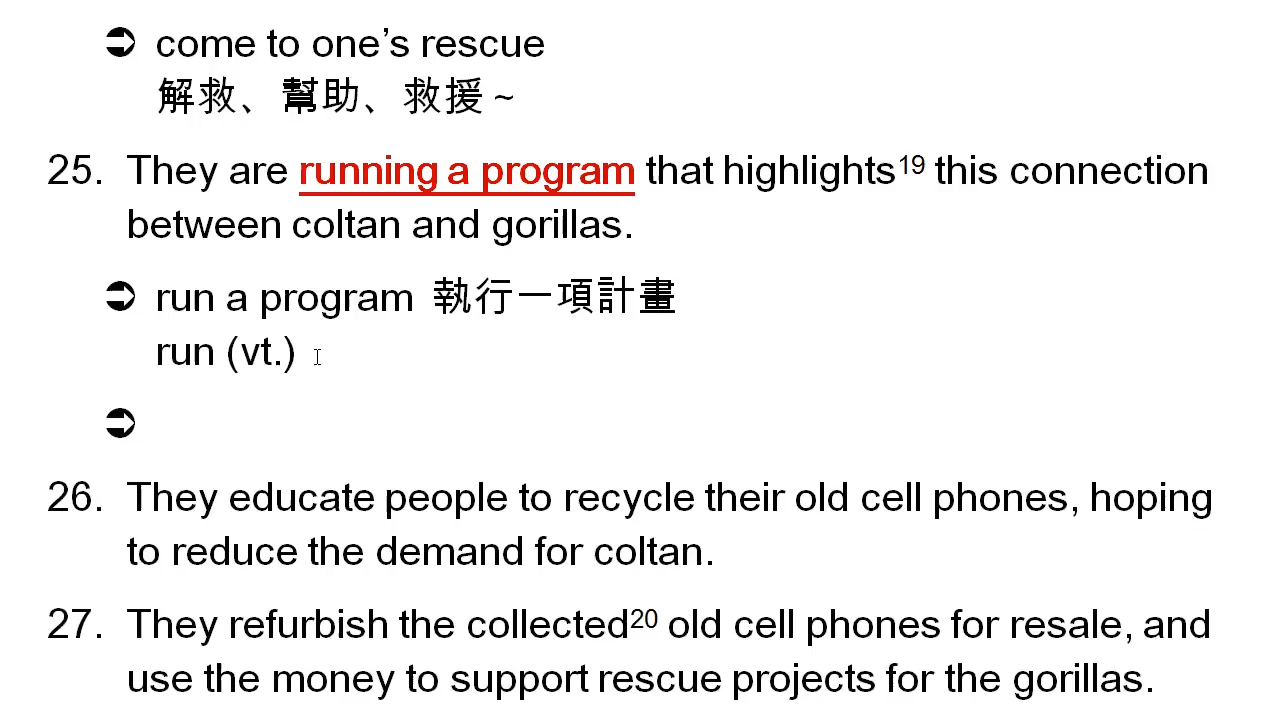 ➲ come to one's rescue
解救、幫助、救援~
25. They are running a program that highlights19 this connection
between coltan and gorillas.
➲ run a program 執行一項計畫
run (vt.)
➲
26. They educate people to recycle their old cell phones, hoping
to reduce the demand for coltan.
27. They refurbish the collected20 old cell phones for resale, and
use the money to support rescue projects for the gorillas.